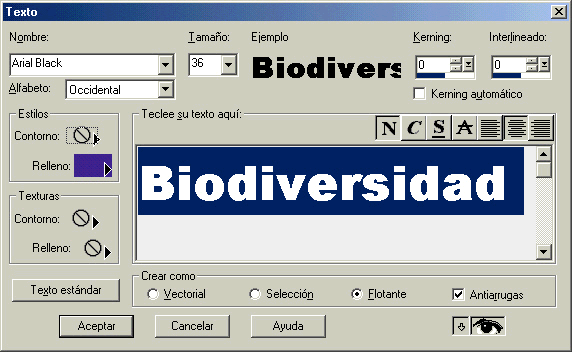 Texto
Nombre: Tamaño: Ejemplo Kerning: Interlineado:
Arial Black 36 Biodivers 0 0
Alfabeto: Occidental Kerning automático
Estilos Teclee su texto aquí: N C S A
Contorno:
Relleno:
Biodiversidad
Texturas
Contorno:
Relleno:
Crear como
Texto estándar Vectorial Selección Flotante Antiarrugas
Aceptar Cancelar Ayuda